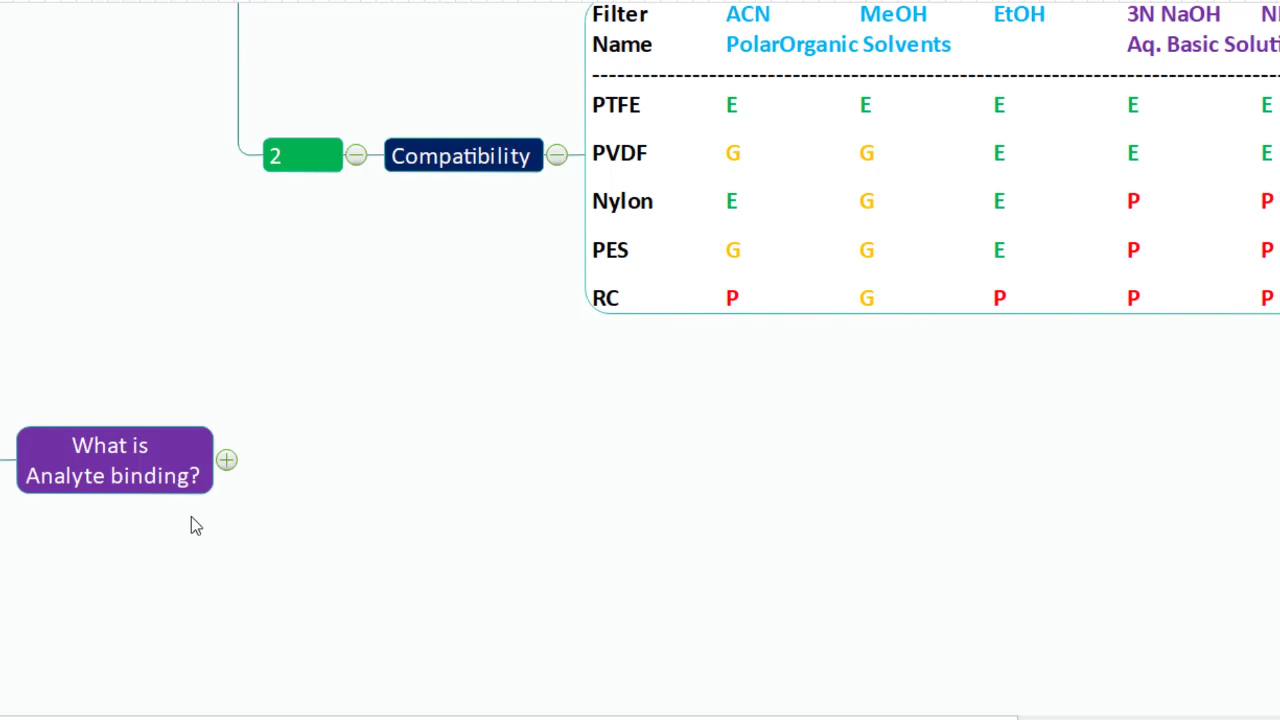 Filter ACN MeOH EtOH 3N NaOH
Name PolarOrganic Solvents Aq. Basic
PTFE E E E E E
2 Compatibility PVDF G G E E E
Nylon E G E P P
PES G G E P P
RC P G P P P
What is
Analyte binding?